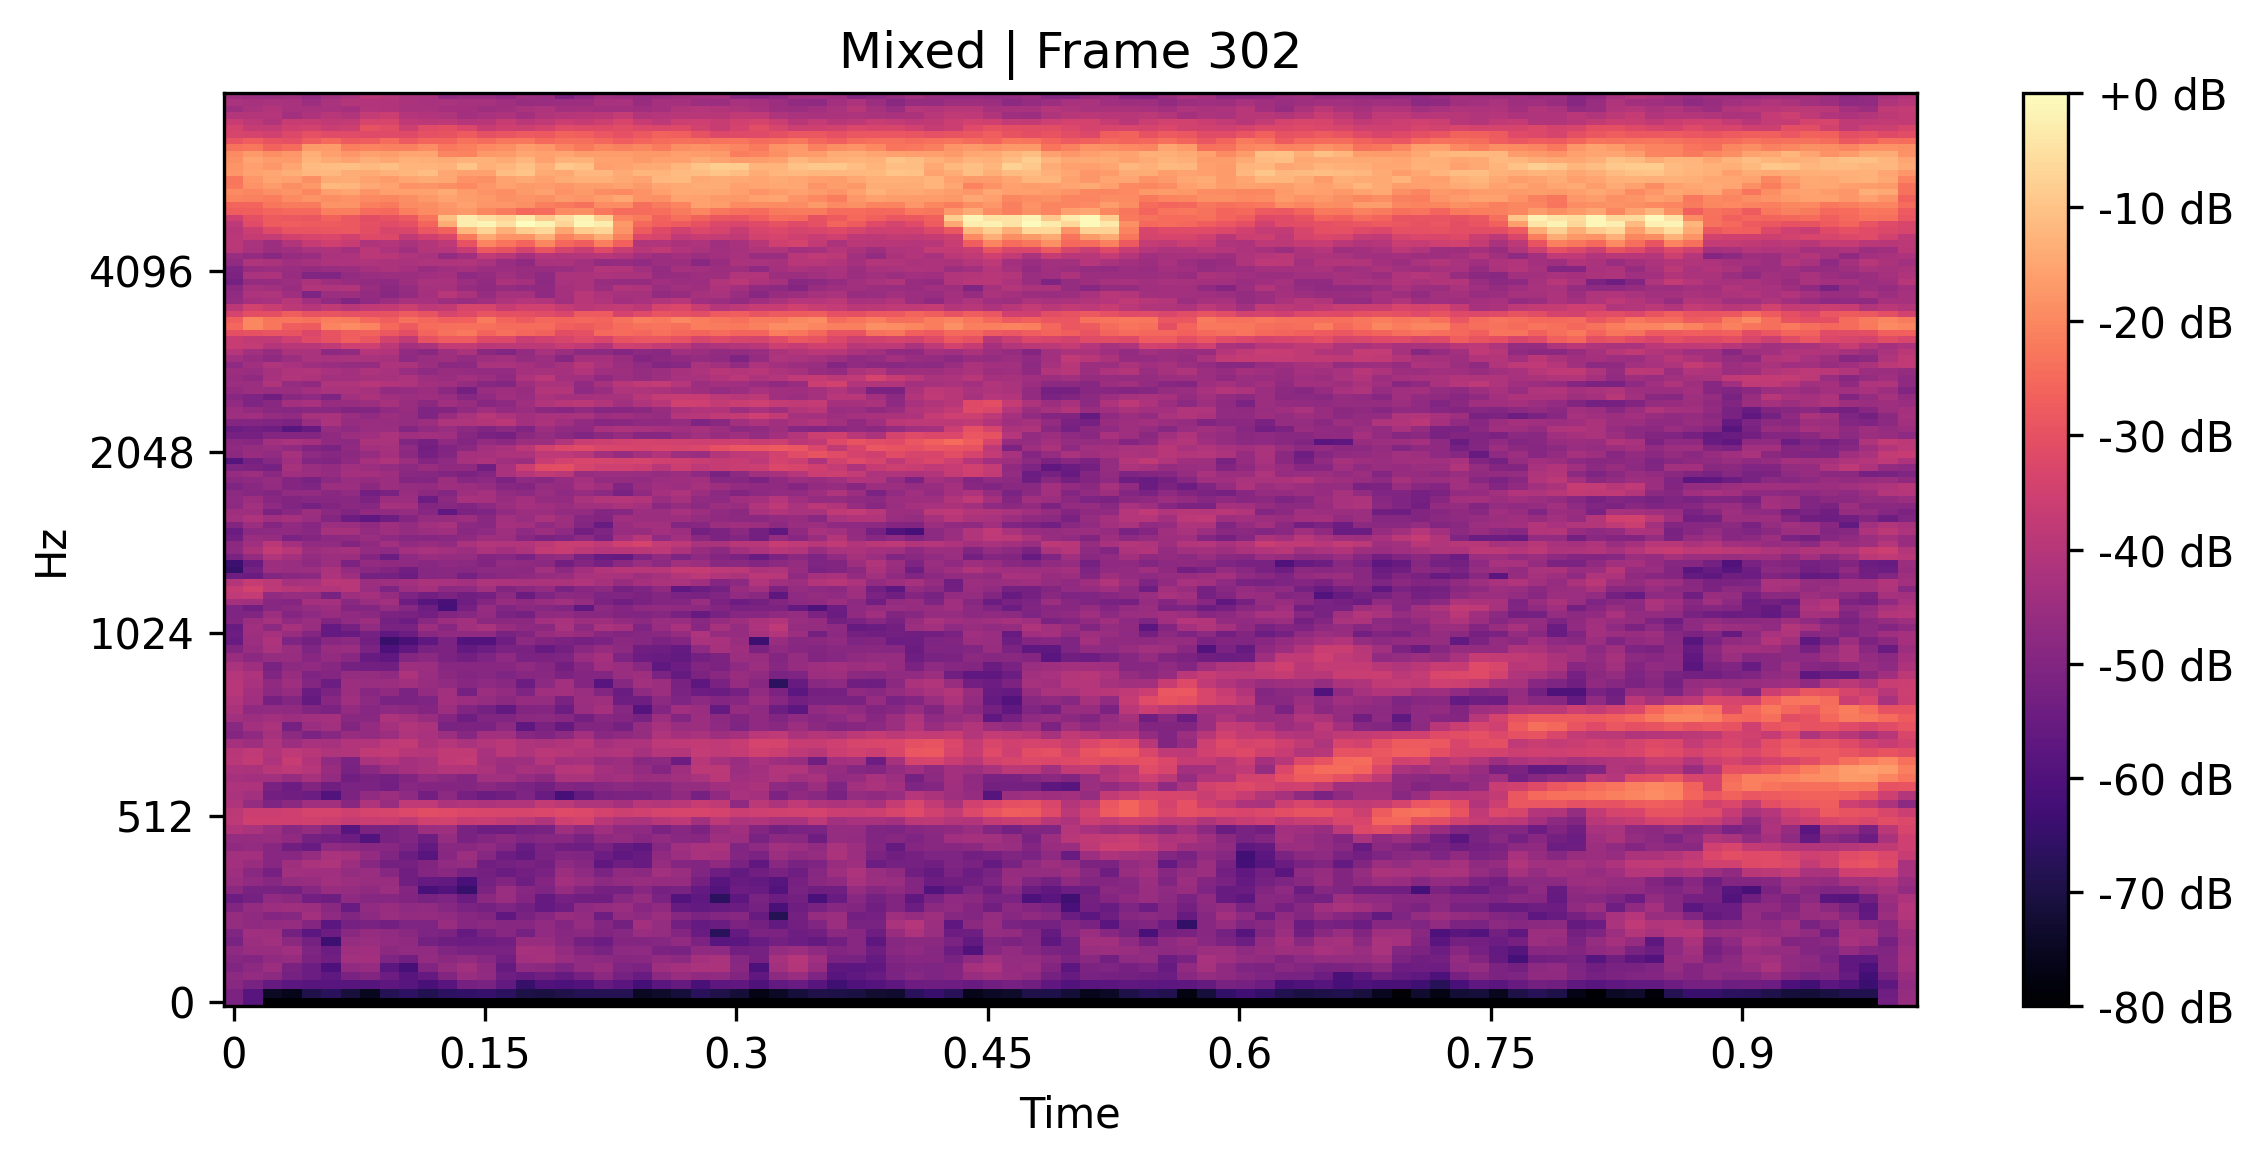 Mixed | Frame 302
Hz
4096
2048
1024
512
0
0 0.15 0.3 0.45 0.6 0.75 0.9
Time
+0 dB
-10 dB
-20 dB
-30 dB
-40 dB
-50 dB
-60 dB
-70 dB
-80 dB